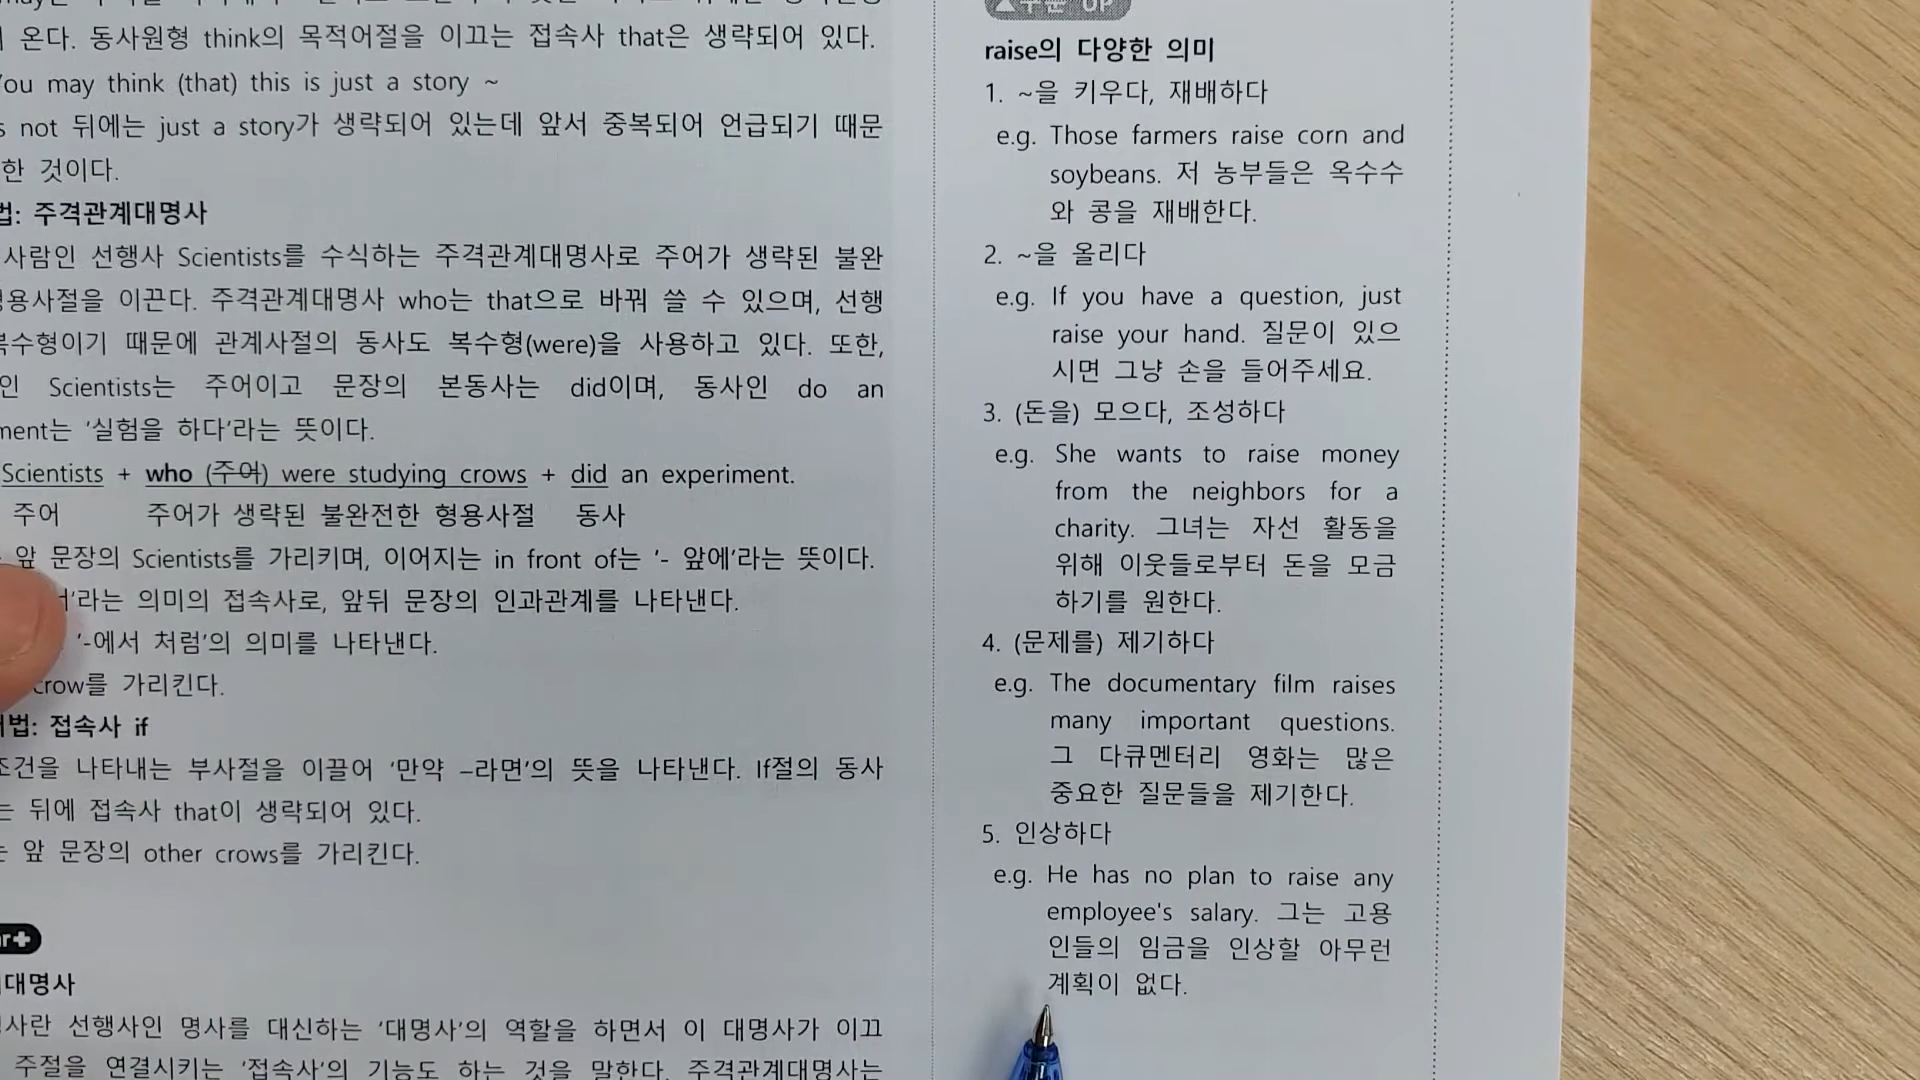 온다. 동사원형 think의 목적어절을 이끄는 접속사 that은 생략되어 있다.
You may think (that) this is just a story ~
not 뒤에는 just a story가 생략되어 있는데 앞서 중복되어 언급되기 때문
한 것이다.
법: 주격관계대명사
사람인 선행사 Scientists를 수식하는 주격관계대명사로 주어가 생략된 불완
형용사절을 이끈다. 주격관계대명사 who는 that으로 바꿔 쓸 수 있으며, 선행
복수형이기 때문에 관계사절의 동사도 복수형(were)을 사용하고 있다. 또한,
인 Scientists는 주어이고 문장의 본동사는 did이며, 동사인 do an
ment는 '실험을 하다'라는 뜻이다.
Scientists + who (주어) were studying crows + did an experiment.
주어 주어가 생략된 불완전한 형용사절 동사
앞 문장의 Scientists를 가리키며, 이어지는 in front of는 '- 앞에'라는 뜻이다.
'라는 의미의 접속사로, 앞뒤 문장의 인과관계를 나타낸다.
'-에서 처럼'의 의미를 나타낸다.
crow를 가리킨다.
법: 접속사 if
조건을 나타내는 부사절을 이끌어 '만약 –라면'의 뜻을 나타낸다. If절의 동사
뒤에 접속사 that이 생략되어 있다.
앞 문장의 other crows를 가리킨다.
대명사
선행사인 명사를 대신하는 '대명사'의 역할을 하면서 이 대명사가 이끄
주절을 연결시키는 '접속사'의 기능도 하는 것을 말한다. 주격관계대명사는
UP
raise의 다양한 의미
1. ~을 키우다, 재배하다
e.g. Those farmers raise corn and
soybeans. 저 농부들은 옥수수
와 콩을 재배한다.
2. ~을 올리다
e.g. If you have a question, just
raise your hand. 질문이 있으
시면 그냥 손을 들어주세요.
3. (돈을) 모으다, 조성하다
e.g. She wants to raise money
from the neighbors for a
charity. 그녀는 자선 활동을
위해 이웃들로부터 돈을 모금
하기를 원한다.
4. (문제를) 제기하다
e.g. The documentary film raises
many important questions.
그 다큐멘터리 영화는 많은
중요한 질문들을 제기한다.
5. 인상하다
e.g. He has no plan to raise any
employee's salary. 그는 고용
인들의 임금을 인상할 아무런
계획이 없다.